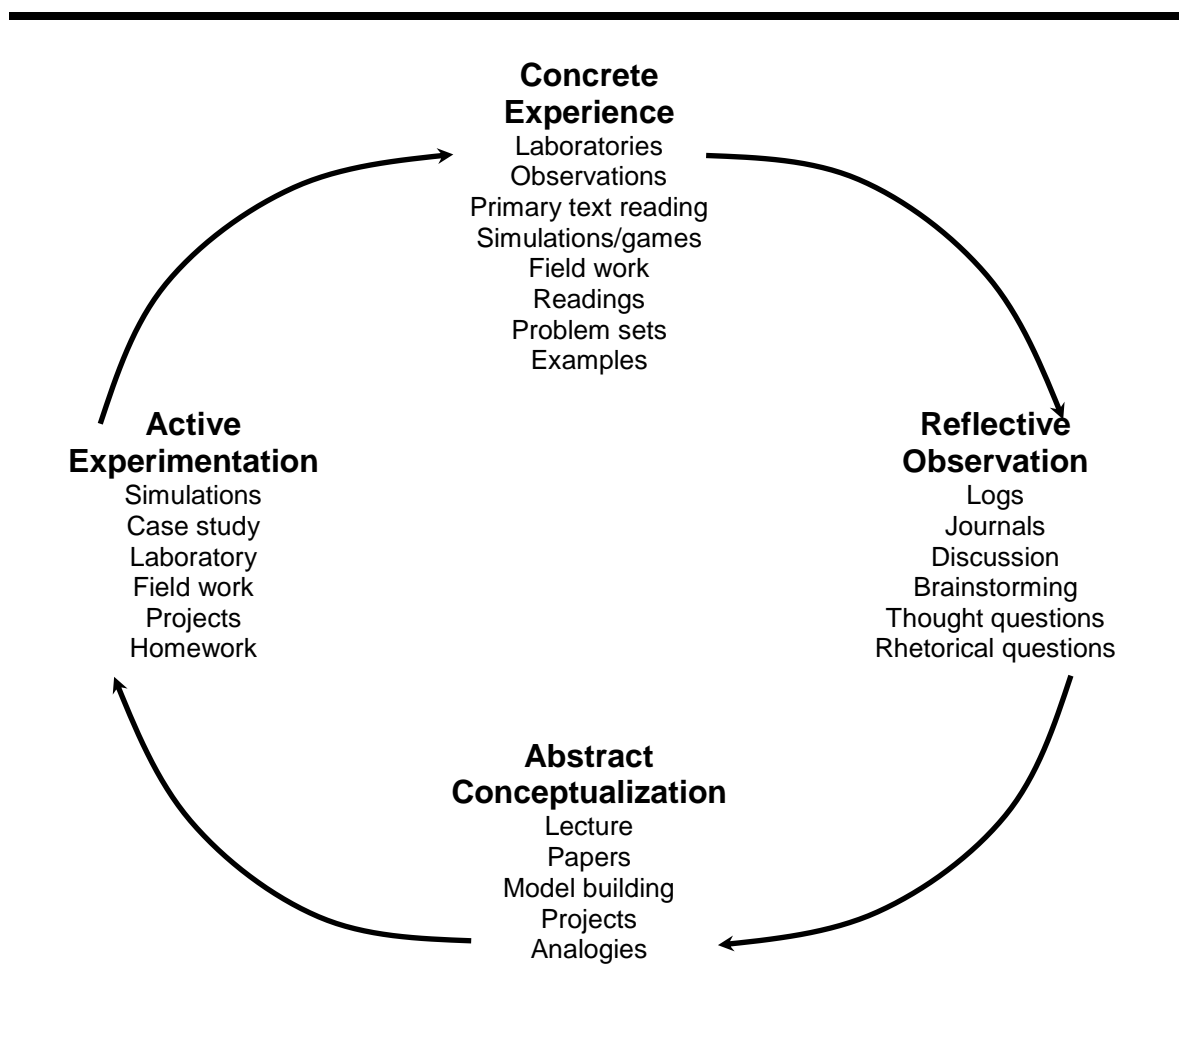 Concrete
Experience
Laboratories
Observations
Primary text reading
Simulations/games
Field work
Readings
Problem sets
Examples
Active
Experimentation
Simulations
Case study
Laboratory
Field work
Projects
Homework
Reflective
Observation
Logs
Journals
Discussion
Brainstorming
Thought questions
Rhetorical questions
Abstract
Conceptualization
Lecture
Papers
Model building
Projects
Analogies